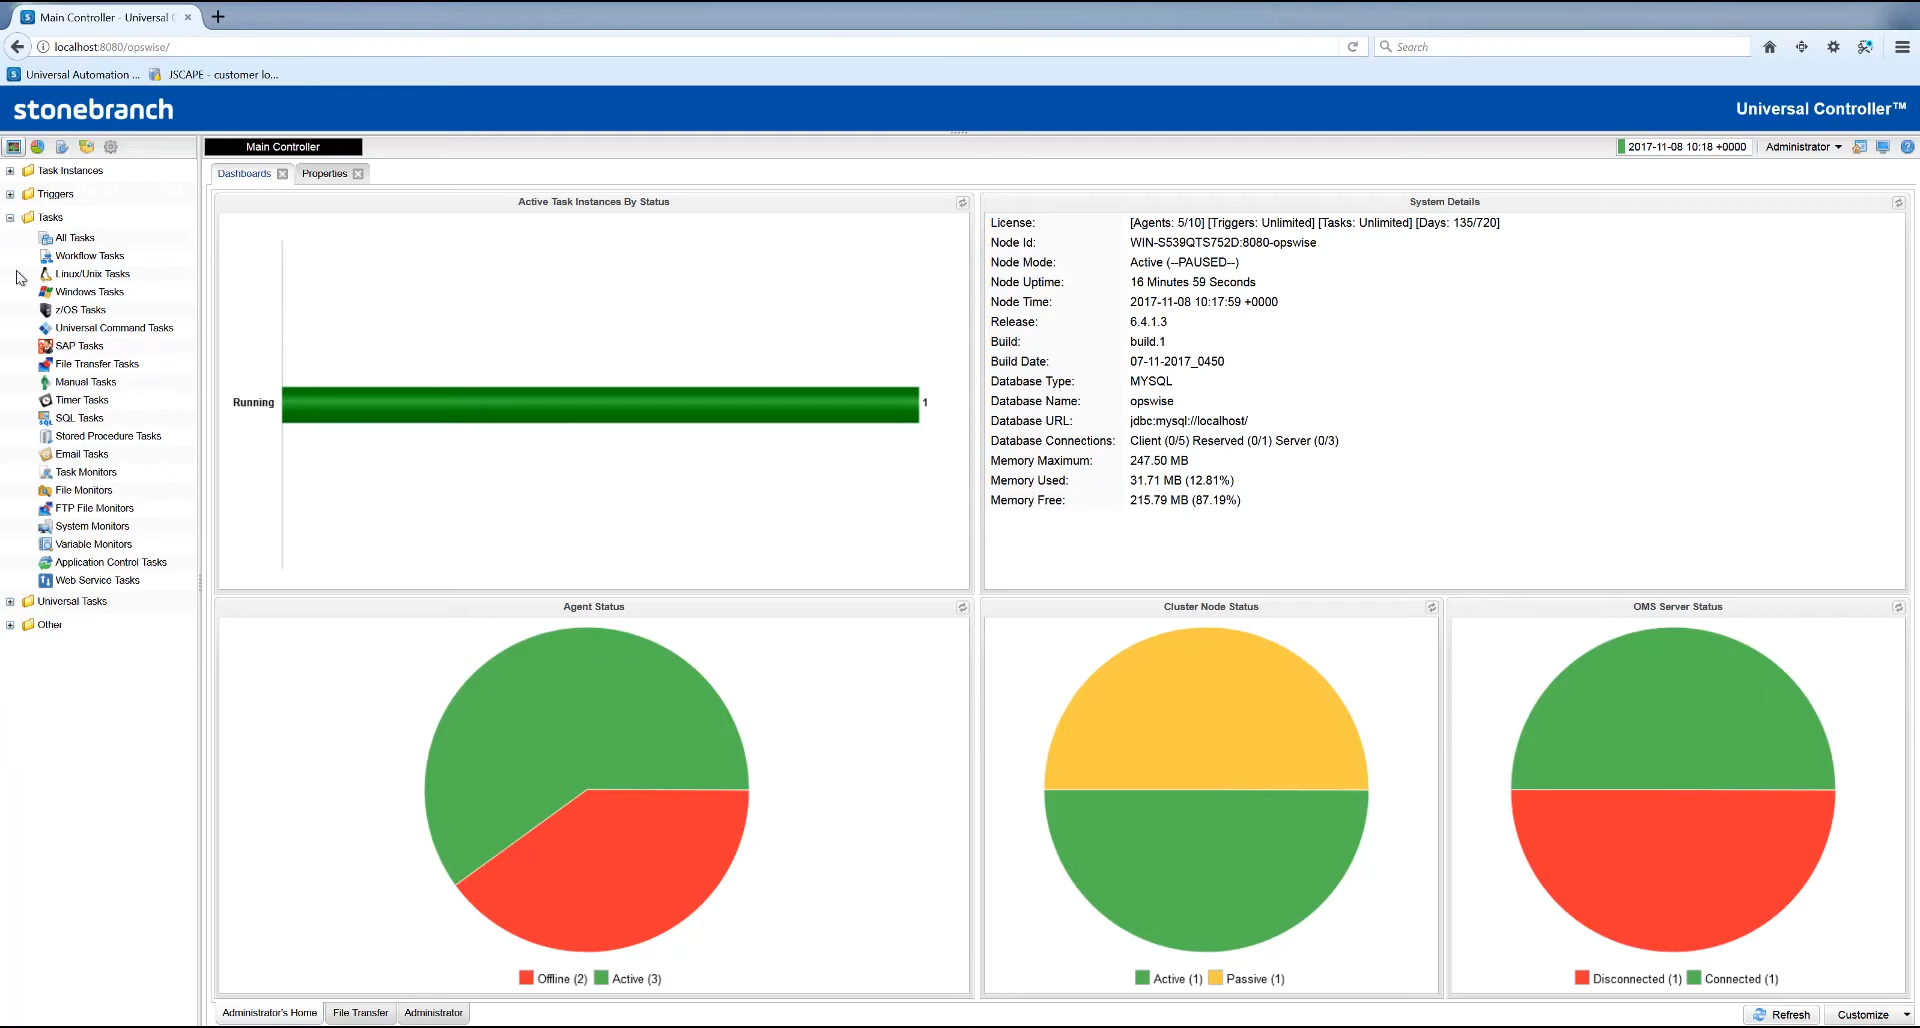 Main Controller - Universal C
localhost:8080/opswise/
Search
Universal Automation ...
JSCAPE - customer lo...
stonebranch
Universal Controller™
Main Controller
2017-11-08 10:18 +0000
Administrator
Task Instances
Triggers
Tasks
All Tasks
Workflow Tasks
Linux/Unix Tasks
Windows Tasks
z/OS Tasks
Universal Command Tasks
SAP Tasks
File Transfer Tasks
Manual Tasks
Timer Tasks
SQL Tasks
Stored Procedure Tasks
Email Tasks
Task Monitors
File Monitors
FTP File Monitors
System Monitors
Variable Monitors
Application Control Tasks
Web Service Tasks
Universal Tasks
Other
Dashboards
Properties
Active Task Instances By Status
Running
1
System Details
License: [Agents: 5/10] [Triggers: Unlimited] [Tasks: Unlimited] [Days: 135/720]
Node Id: WIN-S539QTS752D:8080-opswise
Node Mode: Active (--PAUSED--)
Node Uptime: 16 Minutes 59 Seconds
Node Time: 2017-11-08 10:17:59 +0000
Release: 6.4.1.3
Build: build.1
Build Date: 07-11-2017_0450
Database Type: MYSQL
Database Name: opswise
Database URL: jdbc:mysql://localhost/
Database Connections: Client (0/5) Reserved (0/1) Server (0/3)
Memory Maximum: 247.50 MB
Memory Used: 31.71 MB (12.81%)
Memory Free: 215.79 MB (87.19%)
Agent Status
Offline (2) Active (3)
Cluster Node Status
Active (1) Passive (1)
OMS Server Status
Disconnected (1) Connected (1)
Administrator's Home
File Transfer
Administrator
Refresh
Customize